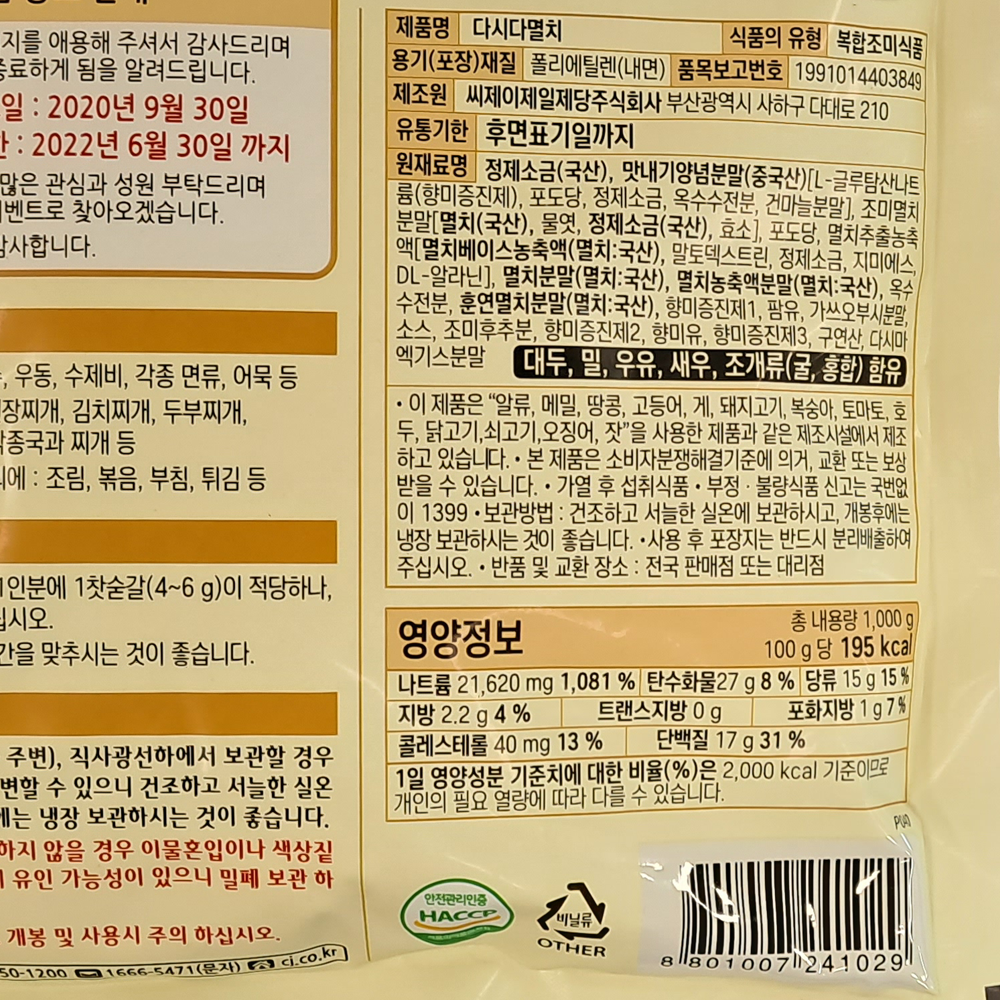 지를 애용해 주셔서 감사드리며
종료하게 됨을 알려드립니다.
일 : 2020년 9월 30일
한 : 2022년 6월 30일 까지
많은 관심과 성원 부탁드리며
벤트로 찾아오겠습니다.
감사합니다.
, 우동, 수제비, 각종 면류, 어묵 등
장찌개, 김치찌개, 두부찌개,
각종국과 찌개 등
에 : 조림, 볶음, 부침, 튀김 등
1인분에 1찻숟갈(4~6 g)이 적당하나,
십시오.
간을 맞추시는 것이 좋습니다.
주변), 직사광선하에서 보관할 경우
변할 수 있으니 건조하고 서늘한 실온
에는 냉장 보관하시는 것이 좋습니다.
하지 않을 경우 이물혼입이나 색상짙
유인 가능성이 있으니 밀폐 보관 하
개봉 및 사용시 주의 하십시오.
50-1200 1666-5471(문자) cj.co.kr
제품명 다시다멸치 식품의 유형 복합조미식품
용기(포장)재질 폴리에틸렌(내면) 품목보고번호 1991014403849
제조원 씨제이제일제당주식회사 부산광역시 사하구 다대로 210
유통기한 후면표기일까지
원재료명 정제소금(국산), 맛내기양념분말(중국산)[L-글루탐산나트
륨(향미증진제), 포도당, 정제소금, 옥수수전분, 건마늘분말], 조미멸치
분말[멸치(국산), 물엿, 정제소금(국산), 효소], 포도당, 멸치추출농축
액[멸치베이스농축액(멸치:국산), 말토덱스트린, 정제소금, 지미에스,
DL-알라닌], 멸치분말(멸치:국산), 멸치농축액분말(멸치:국산), 옥수
수전분, 훈연멸치분말(멸치:국산), 향미증진제1, 팜유, 가쓰오부시분말,
소스, 조미후추분, 향미증진제2, 향미유, 향미증진제3, 구연산, 다시마
엑기스분말 대두, 밀, 우유, 새우, 조개류(굴, 홍합) 함유
• 이 제품은 “알류, 메밀, 땅콩, 고등어, 게, 돼지고기, 복숭아, 토마토, 호
두, 닭고기,쇠고기,오징어, 잣”을 사용한 제품과 같은 제조시설에서 제조
하고 있습니다. • 본 제품은 소비자분쟁해결기준에 의거, 교환 또는 보상
받을 수 있습니다. • 가열 후 섭취식품 • 부정 · 불량식품 신고는 국번없
이 1399 • 보관방법 : 건조하고 서늘한 실온에 보관하시고, 개봉후에는
냉장 보관하시는 것이 좋습니다. •사용 후 포장지는 반드시 분리배출하여
주십시오. • 반품 및 교환 장소 : 전국 판매점 또는 대리점
영양정보 총 내용량 1,000 g
100 g 당 195 kcal
나트륨 21,620 mg 1,081 % 탄수화물27 g 8 % 당류 15 g 15 %
지방 2.2 g 4 % 트랜스지방 0 g 포화지방 1 g 7 %
콜레스테롤 40 mg 13 % 단백질 17 g 31 %
1일 영양성분 기준치에 대한 비율(%)은 2,000 kcal 기준이므로
개인의 필요 열량에 따라 다를 수 있습니다.
안전관리인증
HACCP
비닐류
OTHER
8 801007 241029